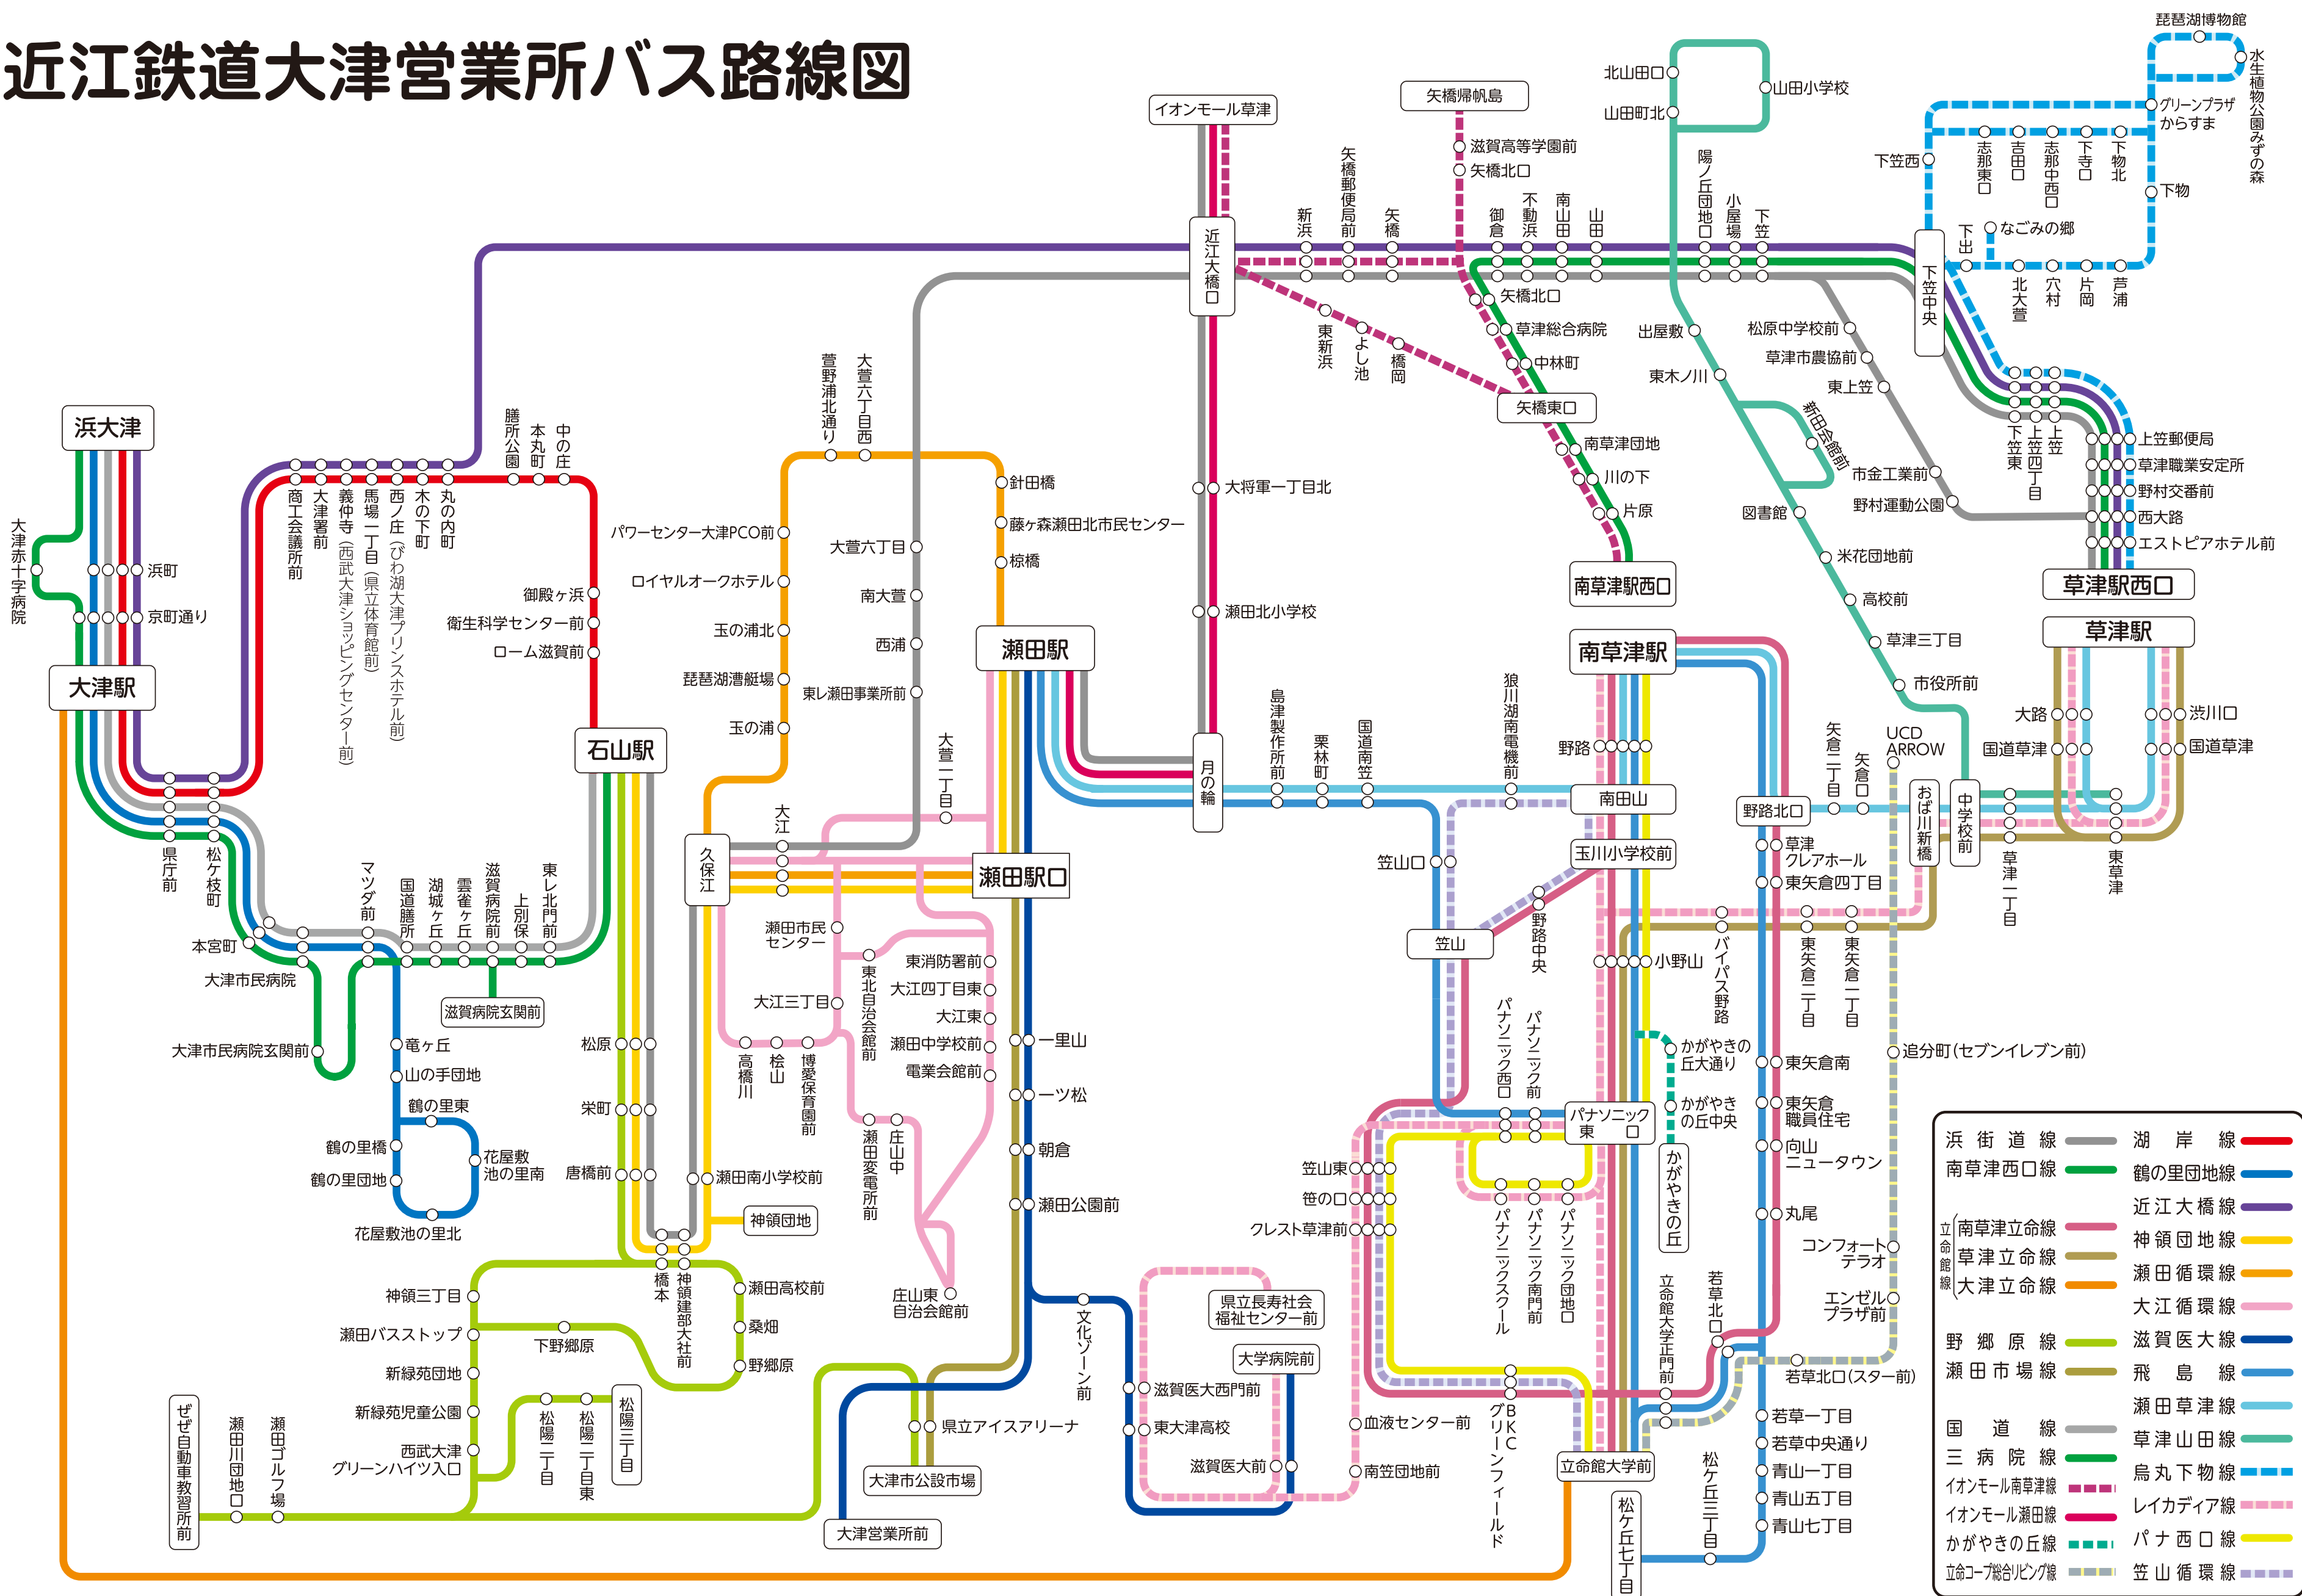 近江鉄道大津営業所バス路線図
琵琶湖博物館
水生植物公園みずの森
グリーンプラザ
からすま
下笠西
志那東口
吉田口
志那中西口
下寺口
下物北
下物
下出
なごみの郷
北大萱
穴村
片岡
芦浦
下笠中央
北山田口
山田町北
山田小学校
イオンモール草津
矢橋帰帆島
滋賀高等学園前
矢橋北口
近江大橋口
新浜
矢橋郵便局前
矢橋
御倉
不動浜
南山田
山田
陽ノ丘団地口
小屋場
下笠
東新浜
よし池
橋岡
矢橋北口
草津総合病院
中林町
矢橋東口
南草津団地
川の下
片原
南草津駅西口
出屋敷
東木ノ川
新田会館前
図書館
米花団地前
高校前
草津三丁目
市役所前
松原中学校前
草津市農協前
東上笠
市金工業前
野村運動公園
下笠東
上笠四丁目
上笠
上笠郵便局
草津職業安定所
野村交番前
西大路
エストピアホテル前
草津駅西口
草津駅
大路
国道草津
渋川口
国道草津
浜大津
大津赤十字病院
浜町
京町通り
大津駅
商工会議所前
大津署前
義仲寺（西武大津ショッピングセンター前）
馬場一丁目（県立体育館前）
西ノ庄（びわ湖大津プリンスホテル前）
木の下町
丸の内町
膳所公園
本丸町
中の庄
御殿ヶ浜
衛生科学センター前
ローム滋賀前
石山駅
県庁前
松ケ枝町
本宮町
大津市民病院
大津市民病院玄関前
マツダ前
国道膳所
湖城ヶ丘
雲雀ヶ丘
滋賀病院前
上別保
東レ北門前
滋賀病院玄関前
竜ヶ丘
山の手団地
鶴の里東
鶴の里橋
鶴の里団地
花屋敷
池の里南
花屋敷池の里北
萱野浦北通り
大萱六丁目西
パワーセンター大津PCO前
ロイヤルオークホテル
玉の浦北
琵琶湖漕艇場
玉の浦
針田橋
藤ヶ森瀬田北市民センター
椋橋
大萱六丁目
南大萱
西浦
東レ瀬田事業所前
大萱一丁目
瀬田駅
瀬田駅口
久保江
大江
大将軍一丁目北
瀬田北小学校
月の輪
島津製作所前
栗林町
国道南笠
狼川湖南電機前
南草津駅
野路
南田山
玉川小学校前
笠山口
野路中央
笠山
野路北口
矢倉二丁目
矢倉口
UCD
ARROW
おば川新橋
中学校前
草津一丁目
東草津
草津
クレアホール
東矢倉四丁目
バイパス野路
東矢倉二丁目
東矢倉一丁目
小野山
東矢倉南
東矢倉
職員住宅
向山
ニュータウン
丸尾
追分町（セブンイレブン前）
コンフォート
テラオ
エンゼル
プラザ前
若草北口（スター前）
瀬田市民
センター
東北自治会館前
大江三丁目
高橋川
桧山
博愛保育園前
東消防署前
大江四丁目東
大江東
瀬田中学校前
電業会館前
瀬田変電所前
庄山中
庄山東
自治会館前
松原
栄町
唐橋前
瀬田南小学校前
神領団地
橋本
神領建部大社前
一里山
一ツ松
朝倉
瀬田公園前
神領三丁目
瀬田バスストップ
新緑苑団地
新緑苑児童公園
西武大津
グリーンハイツ入口
下野郷原
瀬田高校前
桑畑
野郷原
松陽二丁目
松陽二丁目東
松陽三丁目
ぜぜ自動車教習所前
瀬田川団地口
瀬田ゴルフ場
県立アイスアリーナ
大津市公設市場
大津営業所前
文化ゾーン前
滋賀医大西門前
東大津高校
滋賀医大前
県立長寿社会
福祉センター前
大学病院前
血液センター前
南笠団地前
笠山東
笹の口
クレスト草津前
パナソニック西口
パナソニック前
パナソニック
東口
パナソニックスクール
パナソニック南門前
パナソニック団地口
かがやきの
丘大通り
かがやき
の丘中央
かがやきの丘
BKCグリーンフィールド
立命館大学正門前
若草北口
立命館大学前
松ケ丘七丁目
松ケ丘三丁目
若草一丁目
若草中央通り
青山一丁目
青山五丁目
青山七丁目
浜街道線
南草津西口線
立命館線
南草津立命線
草津立命線
大津立命線
野郷原線
瀬田市場線
国道線
三病院線
イオンモール南草津線
イオンモール瀬田線
かがやきの丘線
立命コープ総合リビング線
湖岸線
鶴の里団地線
近江大橋線
神領団地線
瀬田循環線
大江循環線
滋賀医大線
飛島線
瀬田草津線
草津山田線
烏丸下物線
レイカディア線
パナ西口線
笠山循環線